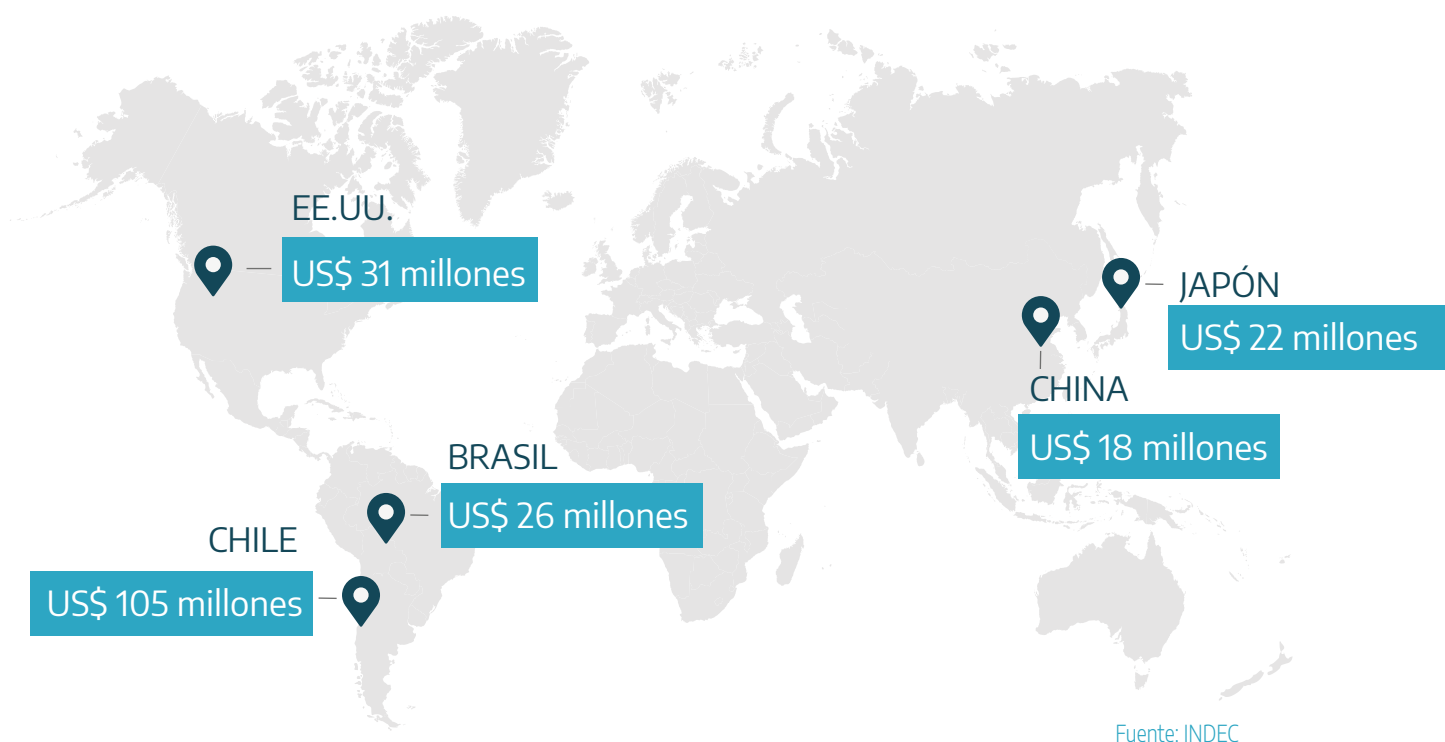 EE.UU.
US$ 31 millones
JAPÓN
US$ 22 millones
CHINA
US$ 18 millones
BRASIL
US$ 26 millones
CHILE
US$ 105 millones
Fuente: INDEC